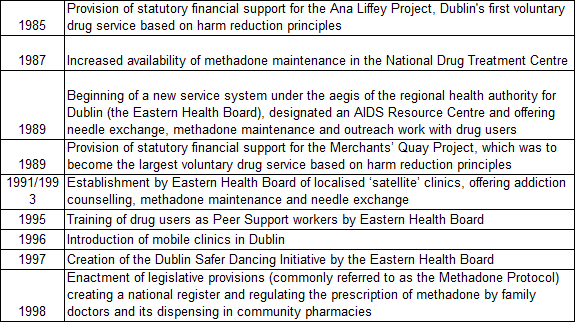 Provision of statutory financial support for the Ana Liffey Project, Dublin's first voluntary
1985 drug service based on harm reduction principles
1987 Increased availability of methadone maintenance in the National Drug Treatment Centre
Beginning of a new service system under the aegis of the regional health authority for
Dublin (the Eastern Health Board), designated an AIDS Resource Centre and offering
1989 needle exchange, methadone maintenance and outreach work with drug users
Provision of statutory financial support for the Merchants' Quay Project, which was to
1989 become the largest voluntary drug service based on harm reduction principles
1991/199 Establishment by Eastern Health Board of localised 'satellite' clinics, offering addiction
3 counselling, methadone maintenance and needle exchange
1995 Training of drug users as Peer Support workers by Eastern Health Board
1996 Introduction of mobile clinics in Dublin
1997 Creation of the Dublin Safer Dancing Initiative by the Eastern Health Board
Enactment of legislative provisions (commonly referred to as the Methadone Protocol)
creating a national register and regulating the prescription of methadone by family
1998 doctors and its dispensing in community pharmacies